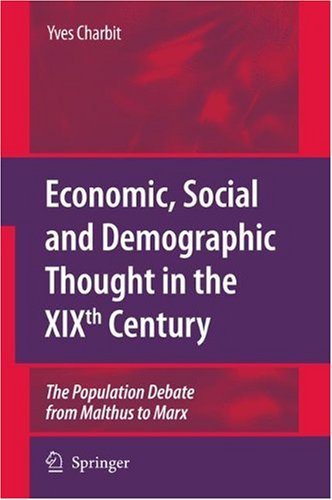 Yves Charbit
Economic, Social
and Demographic
Thought in the
XIXth Century
The Population Debate
from Malthus to Marx
Springer